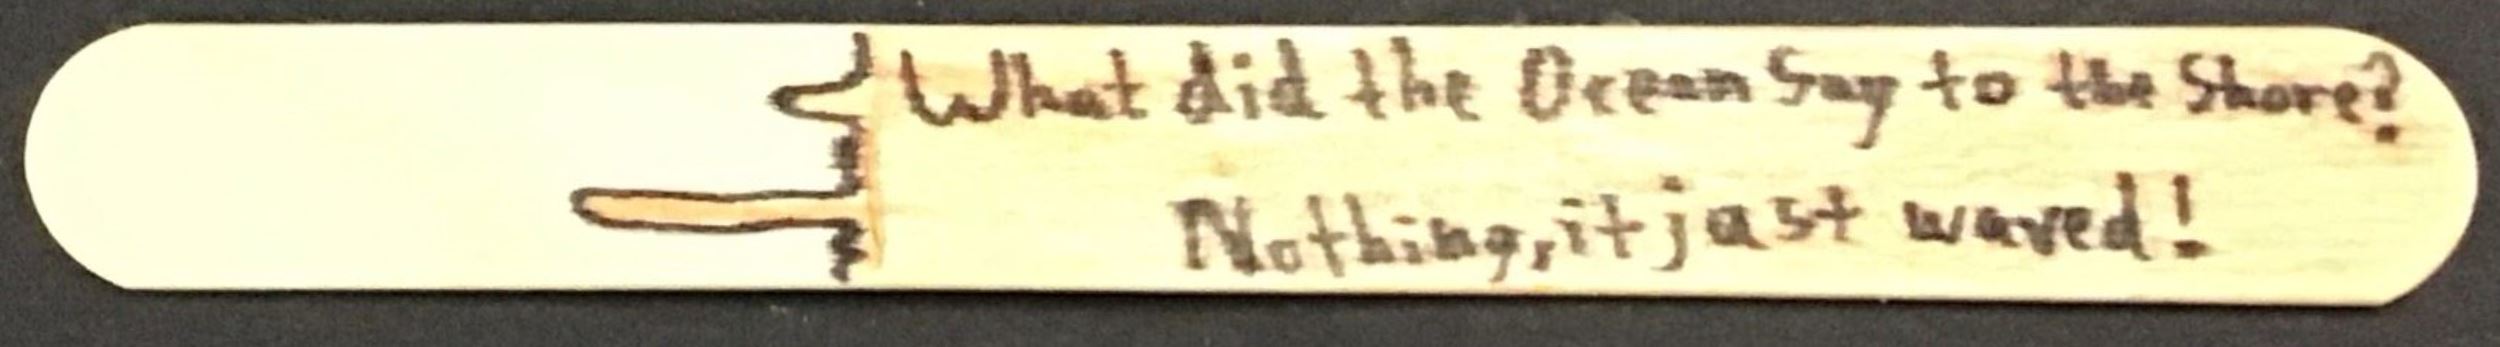 What did the Ocean Say to the Shore?
Nothing, it just waved!